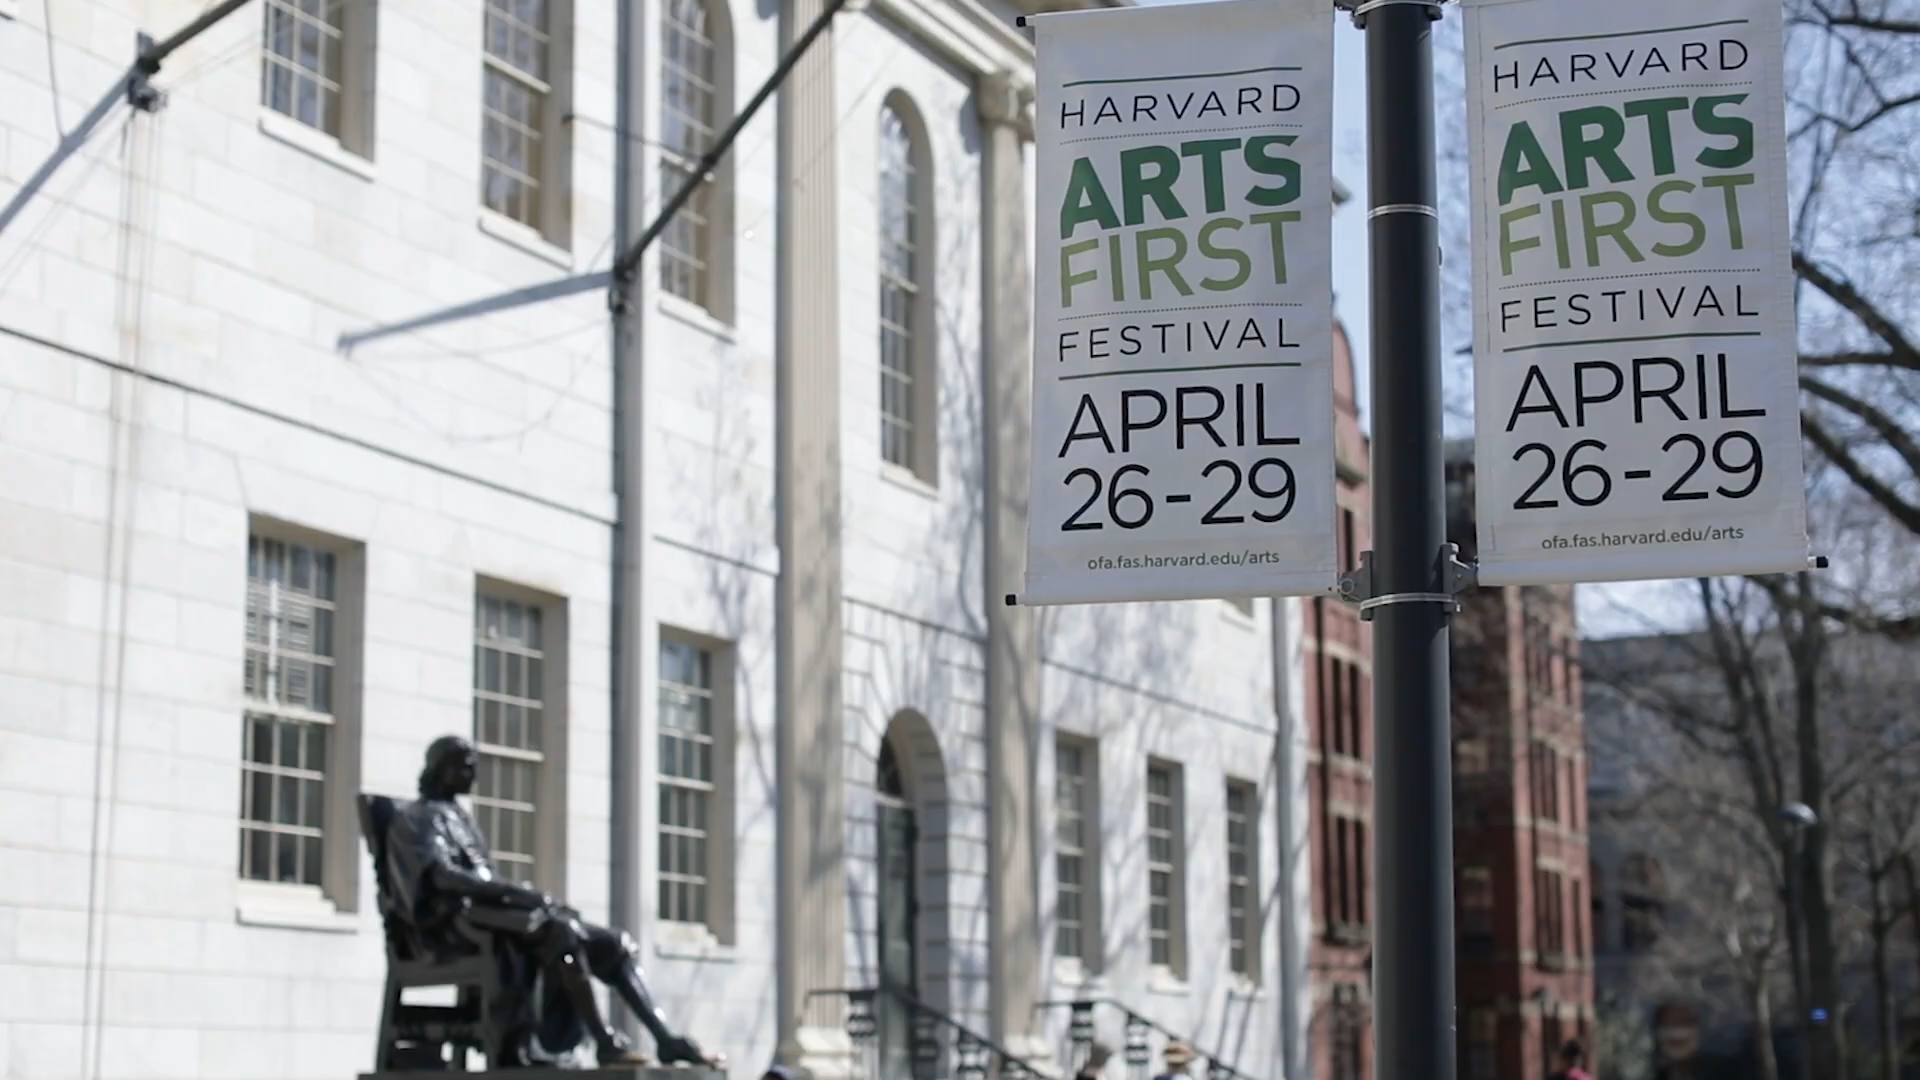 HARVARD
ARTS
FIRST
FESTIVAL
APRIL
26-29
ofa.fas.harvard.edu/arts
HARVARD
ARTS
FIRST
FESTIVAL
APRIL
26-29
ofa.fas.harvard.edu/arts